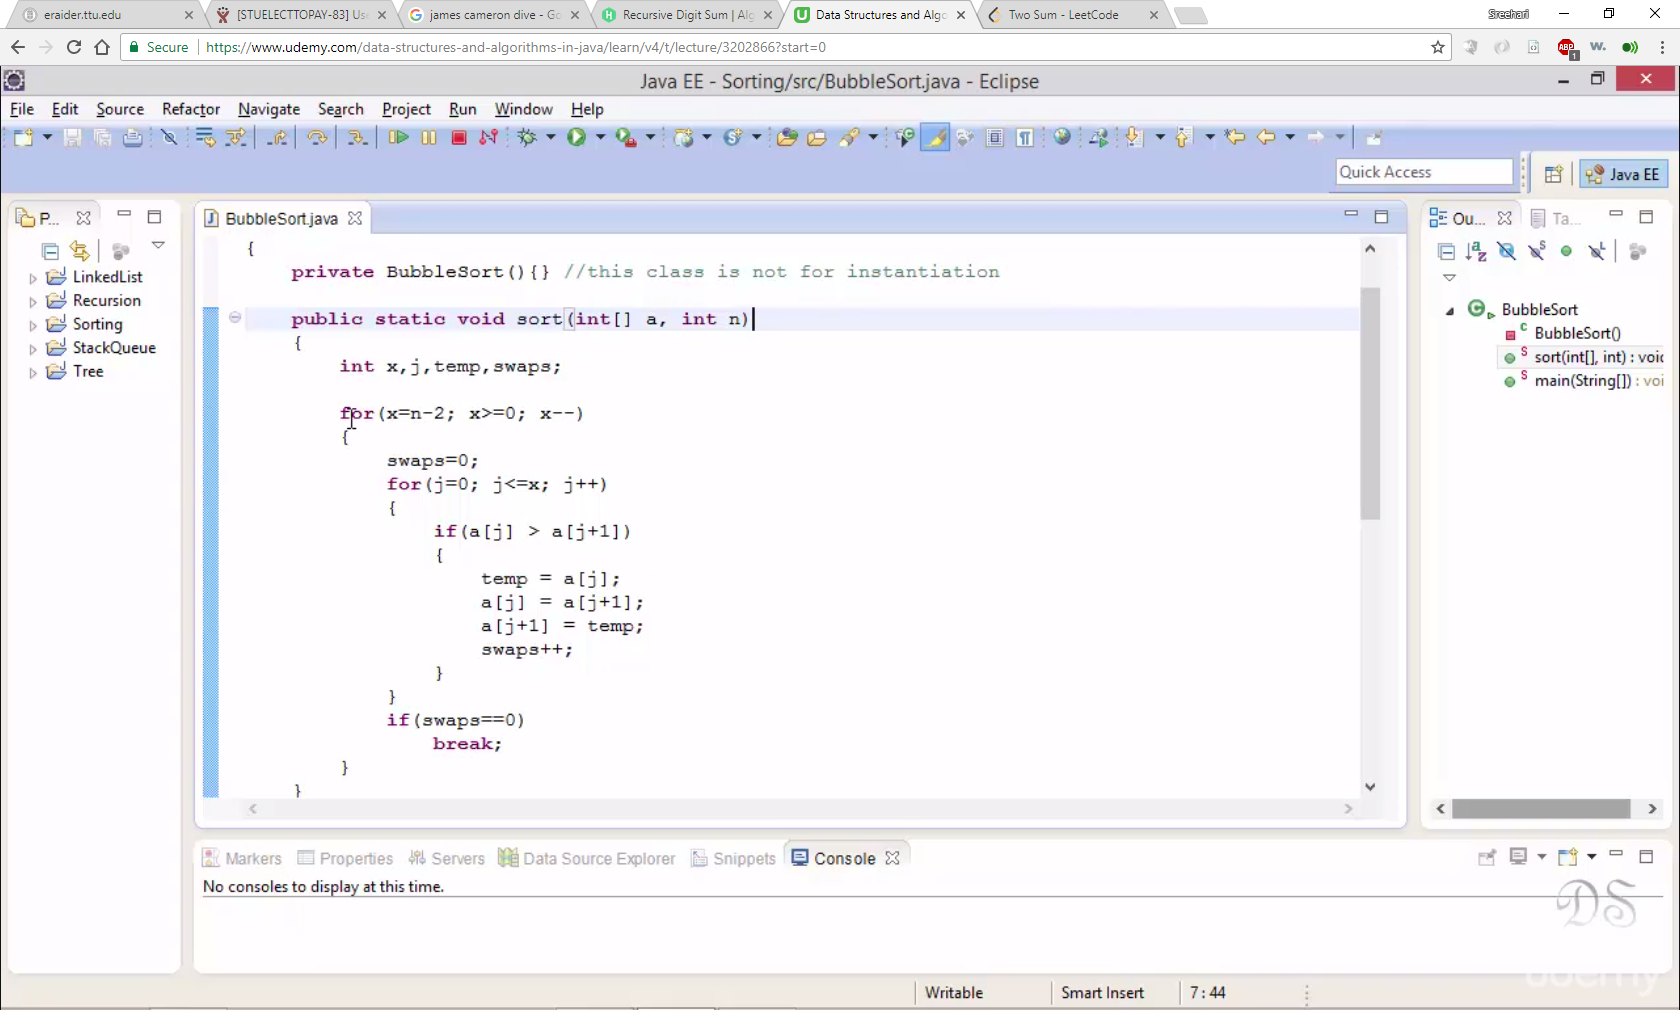 eraider.ttu.edu
[STUELECTTOPAY-83] Us
james cameron dive - Go
Recursive Digit Sum | Alg
Data Structures and Algo
Two Sum - LeetCode
Sreehari
Secure
https://www.udemy.com/data-structures-and-algorithms-in-java/learn/v4/t/lecture/3202866?start=0
ABP
1
W.
Java EE - Sorting/src/BubbleSort.java - Eclipse
File Edit Source Refactor Navigate Search Project Run Window Help
Quick Access
Java EE
P...
BubbleSort.java
Ou...
Ta...
LinkedList
Recursion
Sorting
StackQueue
Tree
{
private BubbleSort(){} //this class is not for instantiation
public static void sort(int[] a, int n)
{
int x,j,temp,swaps;
for(x=n-2; x>=0; x--)
{
swaps=0;
for(j=0; j<=x; j++)
{
if(a[j] > a[j+1])
{
temp = a[j];
a[j] = a[j+1];
a[j+1] = temp;
swaps++;
}
}
if(swaps==0)
break;
}
}
BubbleSort
BubbleSort()
sort(int[], int) : void
main(String[]) : voi
Markers Properties Servers Data Source Explorer Snippets Console
No consoles to display at this time.
DS
udemy
Writable
Smart Insert
7 : 44